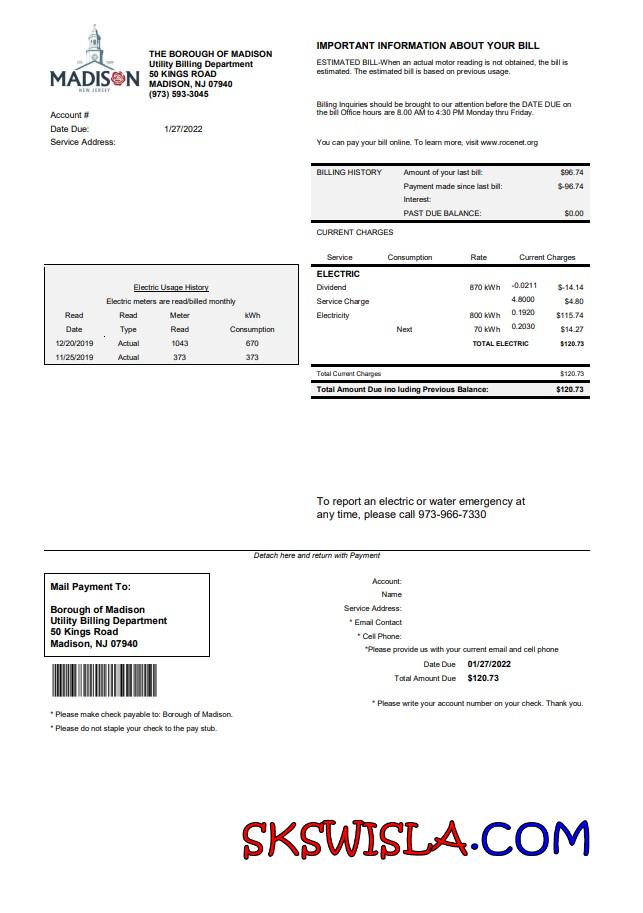 MADISON
NEW JERSEY
THE BOROUGH OF MADISON
Utility Billing Department
50 KINGS ROAD
MADISON, NJ 07940
(973) 593-3045
Account #
Date Due: 1/27/2022
Service Address:
IMPORTANT INFORMATION ABOUT YOUR BILL
ESTIMATED BILL-When an actual motor reading is not obtained, the bill is
estimated. The estimated bill is based on previous usage.
Billing Inquiries should be brought to our attention before the DATE DUE on
the bill Office hours are 8.00 AM to 4:30 PM Monday thru Friday.
You can pay your bill online. To learn more, visit www.rocenet.org
BILLING HISTORY Amount of your last bill: $96.74
Payment made since last bill: $-96.74
Interest:
PAST DUE BALANCE: $0.00
CURRENT CHARGES
Service Consumption Rate Current Charges
ELECTRIC
Dividend 870 kWh -0.0211 $-14.14
Service Charge 4.8000 $4.80
Electricity 800 kWh 0.1920 $115.74
Next 70 kWh 0.2030 $14.27
TOTAL ELECTRIC $120.73
Total Current Charges $120.73
Total Amount Due ino luding Previous Balance: $120.73
Electric Usage History
Electric meters are read/billed monthly
Read Read Meter kWh
Date Type Read Consumption
12/20/2019 Actual 1043 670
11/25/2019 Actual 373 373
To report an electric or water emergency at
any time, please call 973-966-7330
Detach here and return with Payment
Mail Payment To:
Borough of Madison
Utility Billing Department
50 Kings Road
Madison, NJ 07940
* Please make check payable to: Borough of Madison.
* Please do not staple your check to the pay stub.
Account:
Name
Service Address:
* Email Contact
* Cell Phone:
*Please provide us with your current email and cell phone
Date Due 01/27/2022
Total Amount Due $120.73
* Please write your account number on your check. Thank you.
SKSWISLA.COM